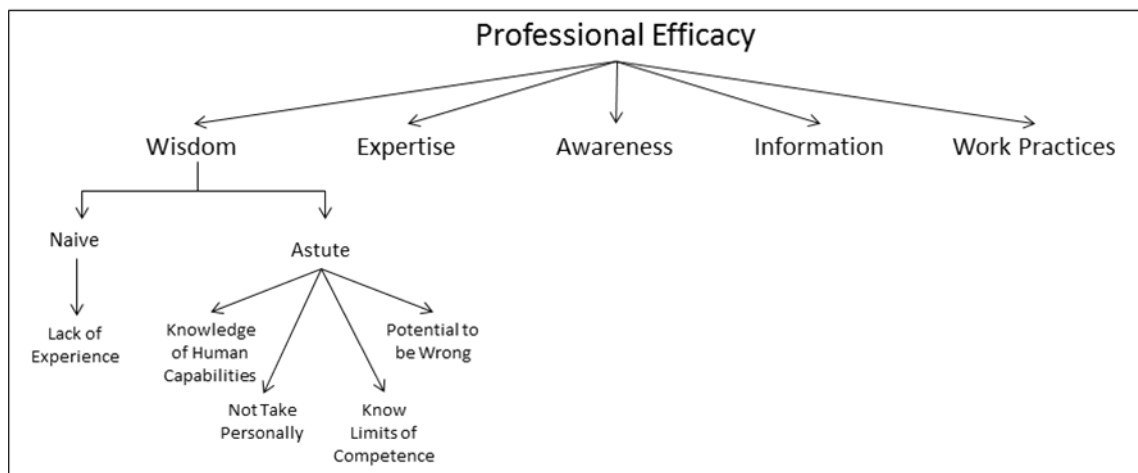 Professional Efficacy
Wisdom
Expertise
Awareness
Information
Work Practices
Naive
Astute
Lack of
Experience
Knowledge
of Human
Capabilities
Potential to
be Wrong
Not Take
Personally
Know
Limits of
Competence